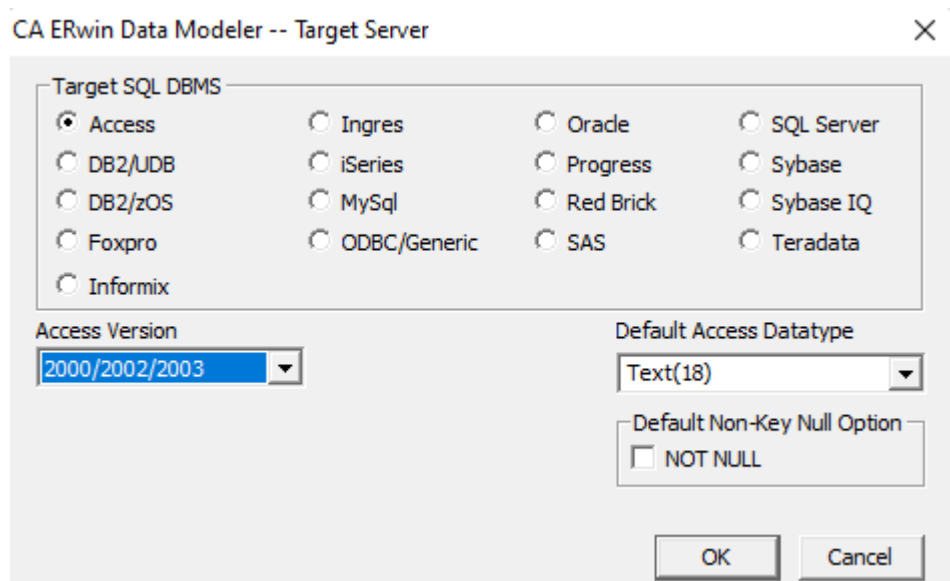 CA ERwin Data Modeler -- Target Server
Target SQL DBMS
Access Ingres Oracle SQL Server
DB2/UDB iSeries Progress Sybase
DB2/zOS MySql Red Brick Sybase IQ
Foxpro ODBC/Generic SAS Teradata
Informix
Access Version
2000/2002/2003
Default Access Datatype
Text(18)
Default Non-Key Null Option
NOT NULL
OK Cancel